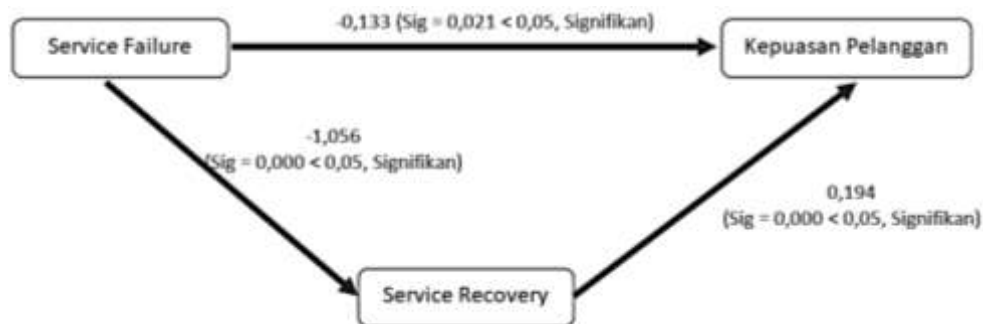 -0,133 (Sig = 0,021 < 0,05, Signifikan)
Service Failure
Kepuasan Pelanggan
-1,056
(Sig = 0,000 < 0,05, Signifikan)
0,194
(Sig = 0,000 < 0,05, Signifikan)
Service Recovery